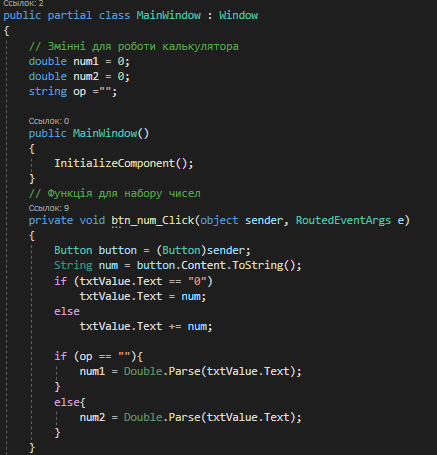 Ссылок: 2
public partial class MainWindow : Window
{
// Змінні для роботи калькулятора
double num1 = 0;
double num2 = 0;
string op ="";
Ссылок: 0
public MainWindow()
{
InitializeComponent();
}
// Функція для набору чисел
Ссылок: 9
private void btn_num_Click(object sender, RoutedEventArgs e)
{
Button button = (Button)sender;
String num = button.Content.ToString();
if (txtValue.Text == "0")
txtValue.Text = num;
else
txtValue.Text += num;
if (op == ""){
num1 = Double.Parse(txtValue.Text);
}
else{
num2 = Double.Parse(txtValue.Text);
}
}